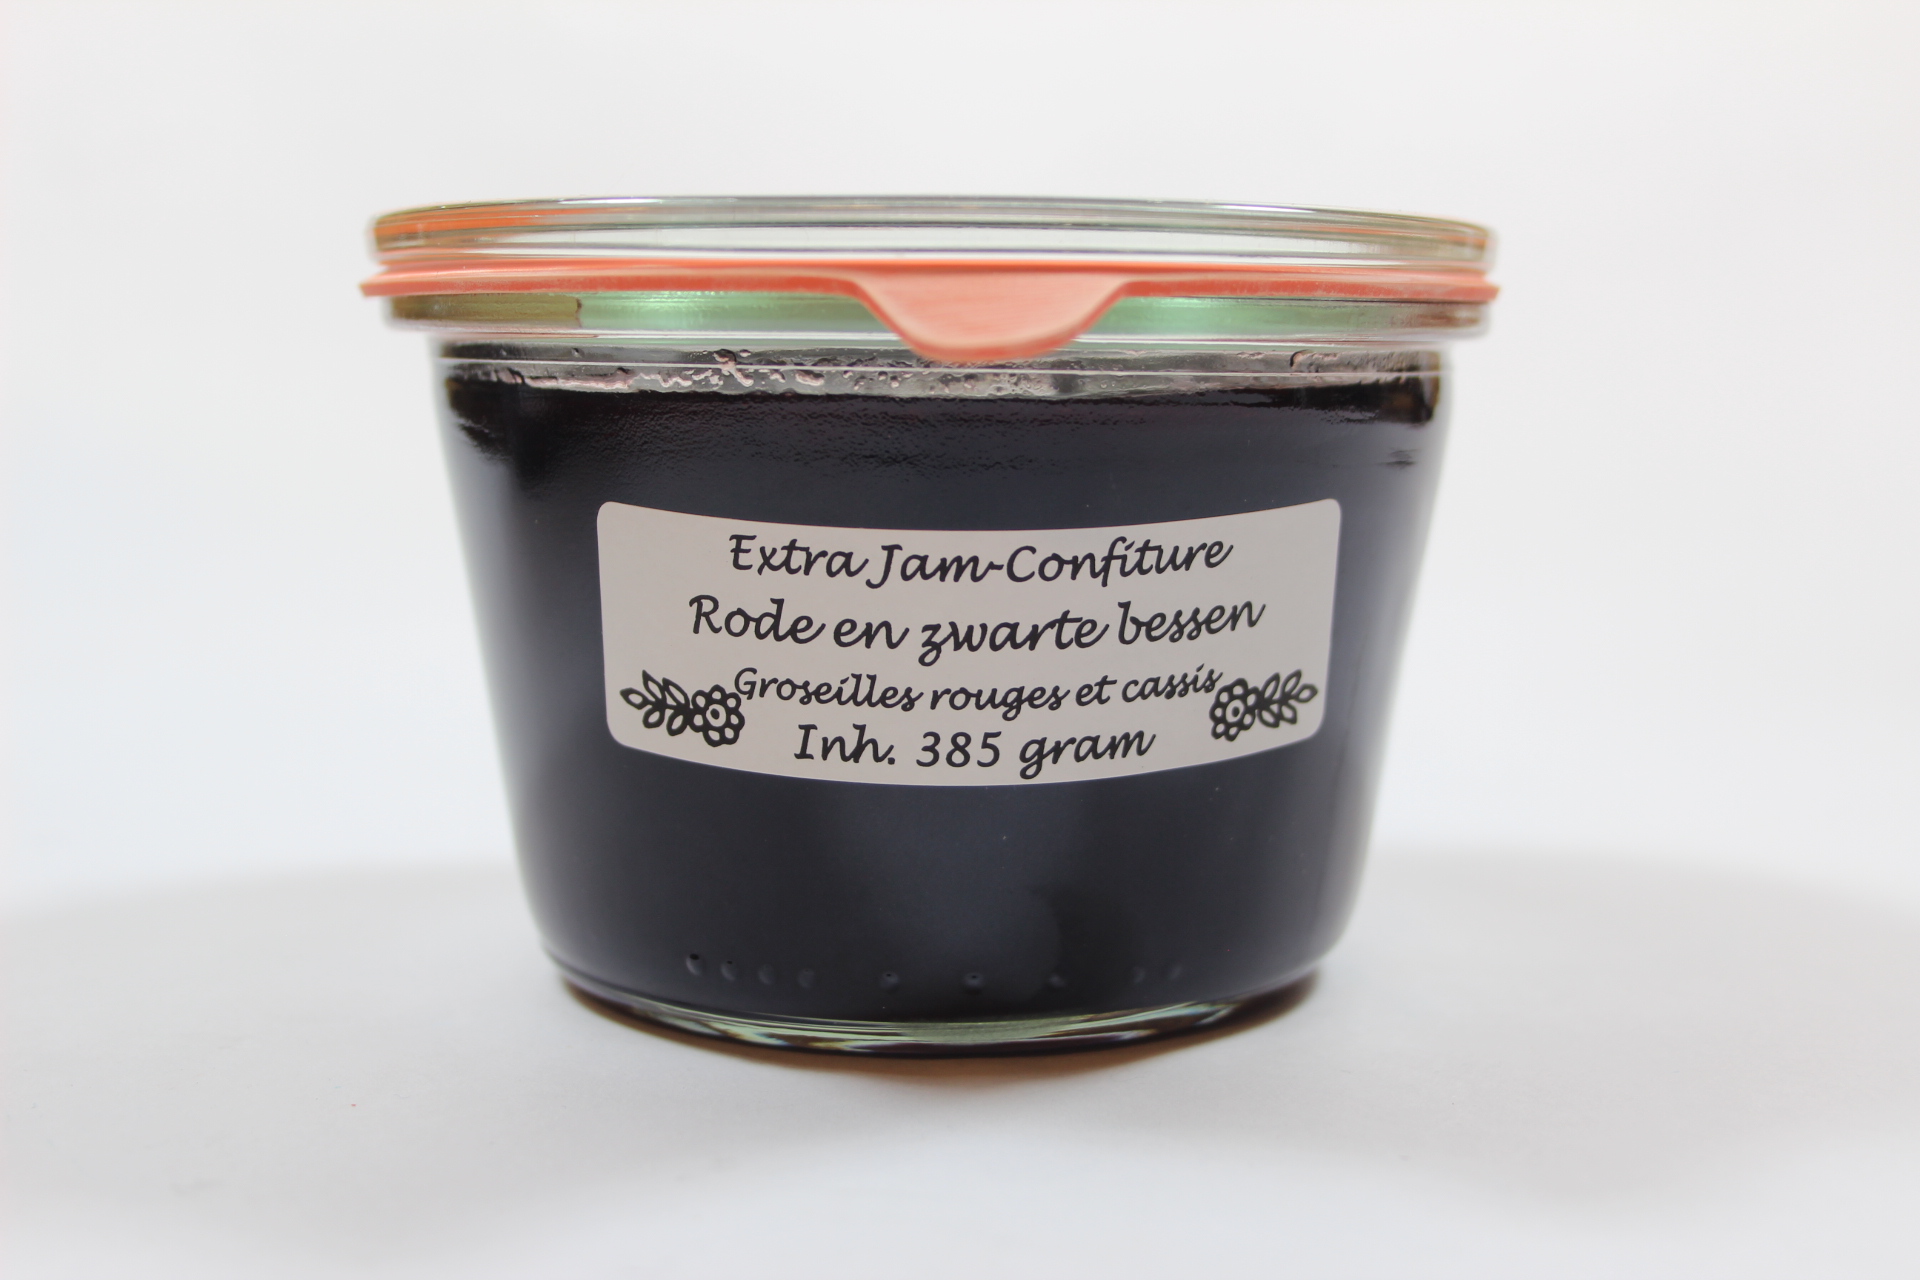 Extra Jam-Confiture
Rode en zwarte bessen
Groseilles rouges et cassis
Inh. 385 gram